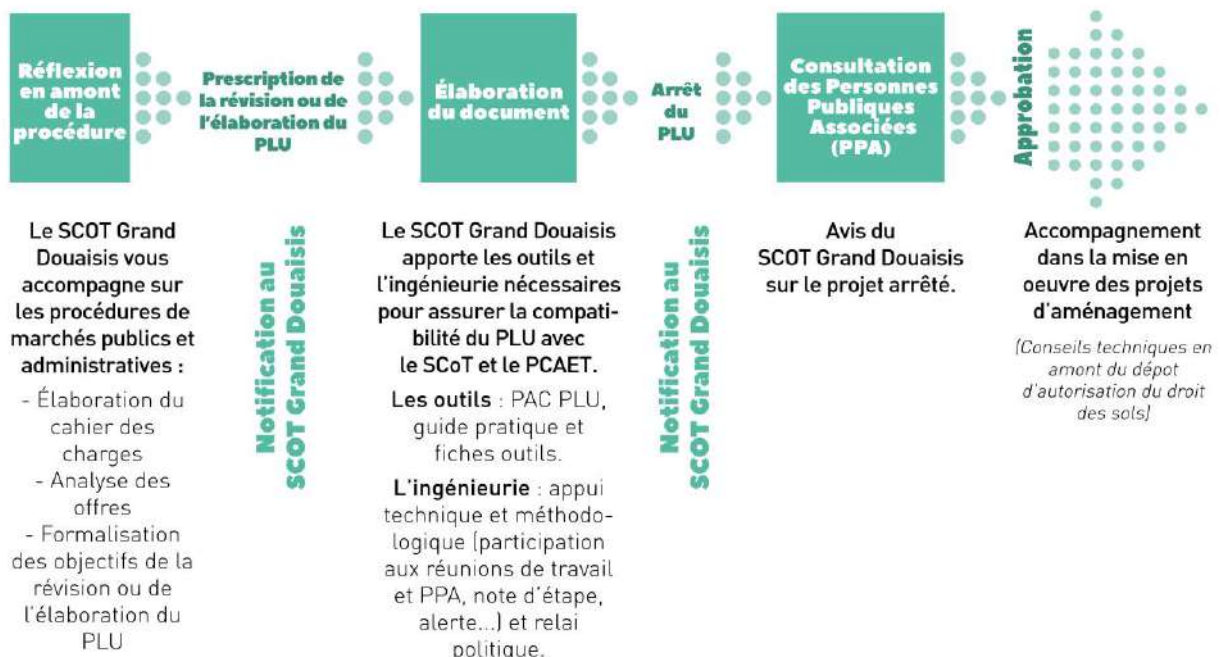 Réflexion
en amont
de la
procédure
Prescription de
la révision ou de
l'élaboration du
PLU
Élaboration
du document
Arrêt
du
PLU
Consultation
des Personnes
Publiques
Associées
(PPA)
Approbation
Le SCOT Grand
Douaisis vous
accompagne sur
les procédures de
marchés publics et
administratives :
- Élaboration du
cahier des
charges
- Analyse des
offres
- Formalisation
des objectifs de la
révision ou de
l'élaboration du
PLU
Notification au
SCOT Grand Douaisis
Le SCOT Grand Douaisis
apporte les outils et
l'ingénieurie nécessaires
pour assurer la compati-
bilité du PLU avec
le SCoT et le PCAET.
Les outils : PAC PLU,
guide pratique et
fiches outils.
L'ingénieurie : appui
technique et méthodo-
logique (participation
aux réunions de travail
et PPA, note d'étape,
alerte...) et relai
politique.
Notification au
SCOT Grand Douaisis
Avis du
SCOT Grand Douaisis
sur le projet arrêté.
Accompagnement
dans la mise en
oeuvre des projets
d'aménagement
(Conseils techniques en
amont du dépot
d'autorisation du droit
des sols)